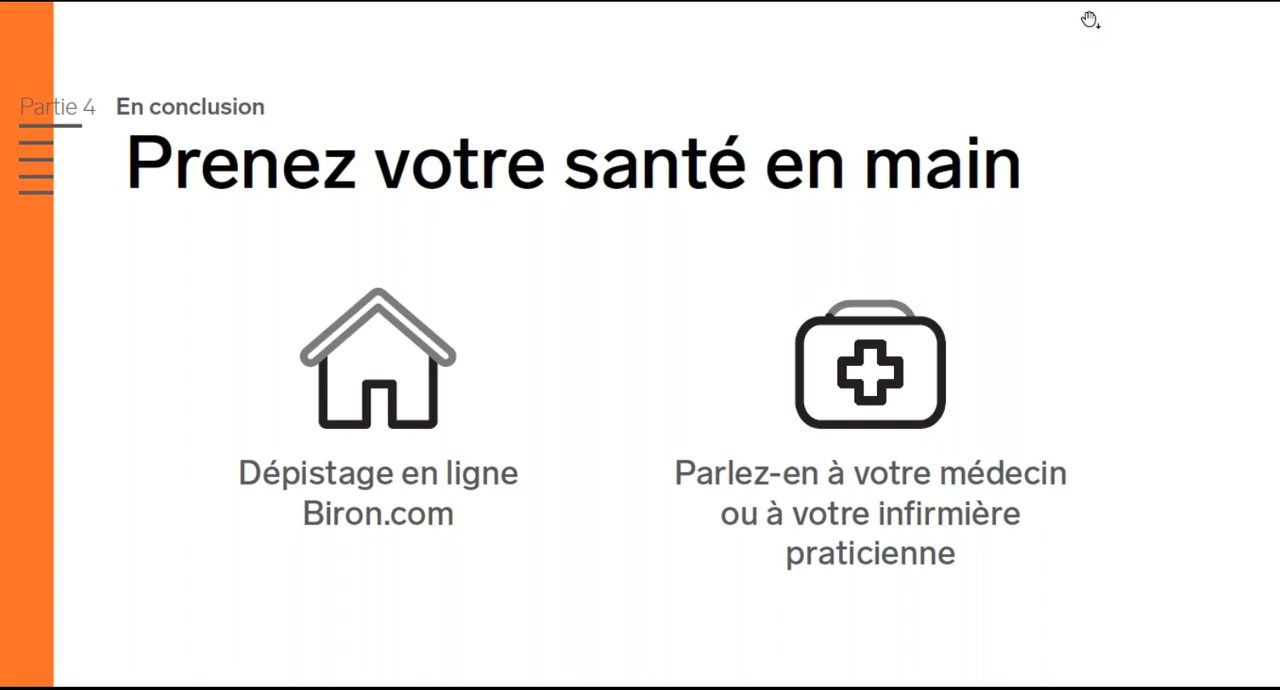 Partie 4 En conclusion
Prenez votre santé en main
Dépistage en ligne
Biron.com
Parlez-en à votre médecin
ou à votre infirmière
praticienne